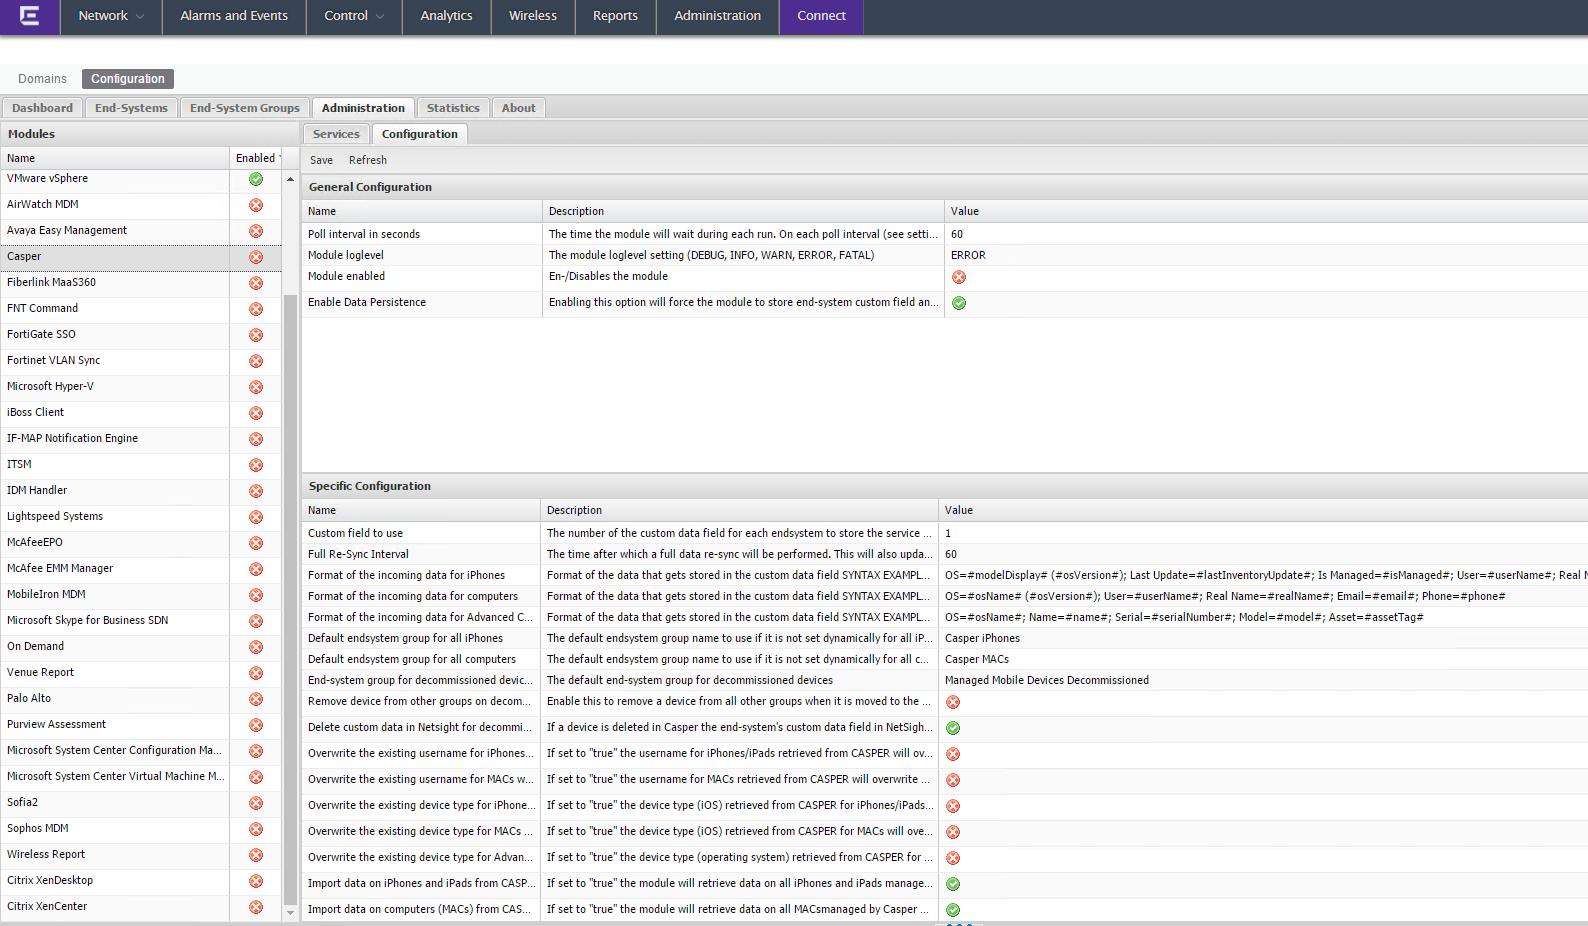 Network
Alarms and Events
Control
Analytics
Wireless
Reports
Administration
Connect
Domains
Configuration
Dashboard
End-Systems
End-System Groups
Administration
Statistics
About
Modules
Name
Enabled
VMware vSphere
AirWatch MDM
Avaya Easy Management
Casper
Fiberlink MaaS360
FNT Command
FortiGate SSO
Fortinet VLAN Sync
Microsoft Hyper-V
iBoss Client
IF-MAP Notification Engine
ITSM
IDM Handler
Lightspeed Systems
McAfeeEPO
McAfee EMM Manager
MobileIron MDM
Microsoft Skype for Business SDN
On Demand
Venue Report
Palo Alto
Purview Assessment
Microsoft System Center Configuration Ma...
Microsoft System Center Virtual Machine M...
Sofia2
Sophos MDM
Wireless Report
Citrix XenDesktop
Citrix XenCenter
Services
Configuration
Save
Refresh
General Configuration
Name Description Value
Poll interval in seconds The time the module will wait during each run. On each poll interval (see setti... 60
Module loglevel The module loglevel setting (DEBUG, INFO, WARN, ERROR, FATAL) ERROR
Module enabled En-/Disables the module
Enable Data Persistence Enabling this option will force the module to store end-system custom field an...
Specific Configuration
Name Description Value
Custom field to use The number of the custom data field for each endsystem to store the service ... 1
Full Re-Sync Interval The time after which a full data re-sync will be performed. This will also upda... 60
Format of the incoming data for iPhones Format of the data that gets stored in the custom data field SYNTAX EXAMPL... OS=#modelDisplay# (#osVersion#); Last Update=#lastInventoryUpdate#; Is Managed=#isManaged#; User=#userName#; Real N
Format of the incoming data for computers Format of the data that gets stored in the custom data field SYNTAX EXAMPL... OS=#osName# (#osVersion#); User=#userName#; Real Name=#realName#; Email=#email#; Phone=#phone#
Format of the incoming data for Advanced C... Format of the data that gets stored in the custom data field SYNTAX EXAMPL... OS=#osName#; Name=#name#; Serial=#serialNumber#; Model=#model#; Asset=#assetTag#
Default endsystem group for all iPhones The default endsystem group name to use if it is not set dynamically for all iP... Casper iPhones
Default endsystem group for all computers The default endsystem group name to use if it is not set dynamically for all c... Casper MACs
End-system group for decommissioned devic... The default end-system group for decommissioned devices Managed Mobile Devices Decommissioned
Remove device from other groups on decom... Enable this to remove a device from all other groups when it is moved to the ...
Delete custom data in Netsight for decommi... If a device is deleted in Casper the end-system's custom data field in NetSigh...
Overwrite the existing username for iPhones... If set to "true" the username for iPhones/iPads retrieved from CASPER will ov...
Overwrite the existing username for MACs w... If set to "true" the username for MACs retrieved from CASPER will overwrite ...
Overwrite the existing device type for iPhone... If set to "true" the device type (iOS) retrieved from CASPER for iPhones/iPads...
Overwrite the existing device type for MACs ... If set to "true" the device type (iOS) retrieved from CASPER for MACs will ove...
Overwrite the existing device type for Advan... If set to "true" the device type (operating system) retrieved from CASPER for ...
Import data on iPhones and iPads from CASP... If set to "true" the module will retrieve data on all iPhones and iPads manage...
Import data on computers (MACs) from CAS... If set to "true" the module will retrieve data on all MACsmanaged by Casper ...